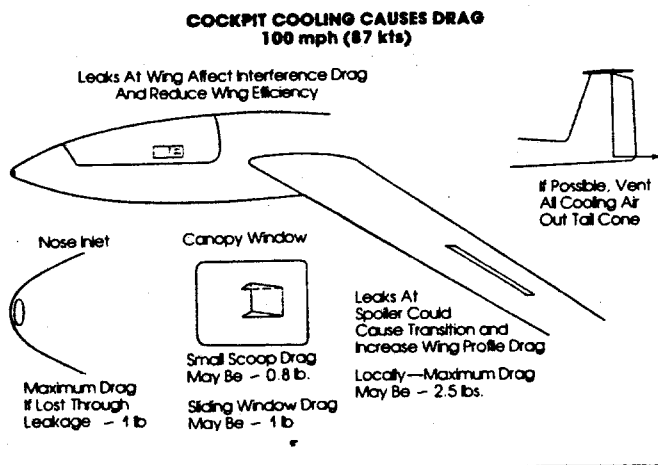 COCKPIT COOLING CAUSES DRAG
100 mph (87 kts)
Leaks At Wing Affect Interference Drag
And Reduce Wing Efficiency
If Possible, Vent
All Cooling Air
Out Tail Cone
Nose Inlet
Canopy Window
Leaks At
Spoiler Could
Cause Transition and
Increase Wing Profile Drag
Small Scoop Drag
May Be – 0.8 lb.
Locally—Maximum Drag
May Be – 2.5 lbs.
Maximum Drag
If Lost Through
Leakage – 1 lb
Sliding Window Drag
May Be – 1 lb